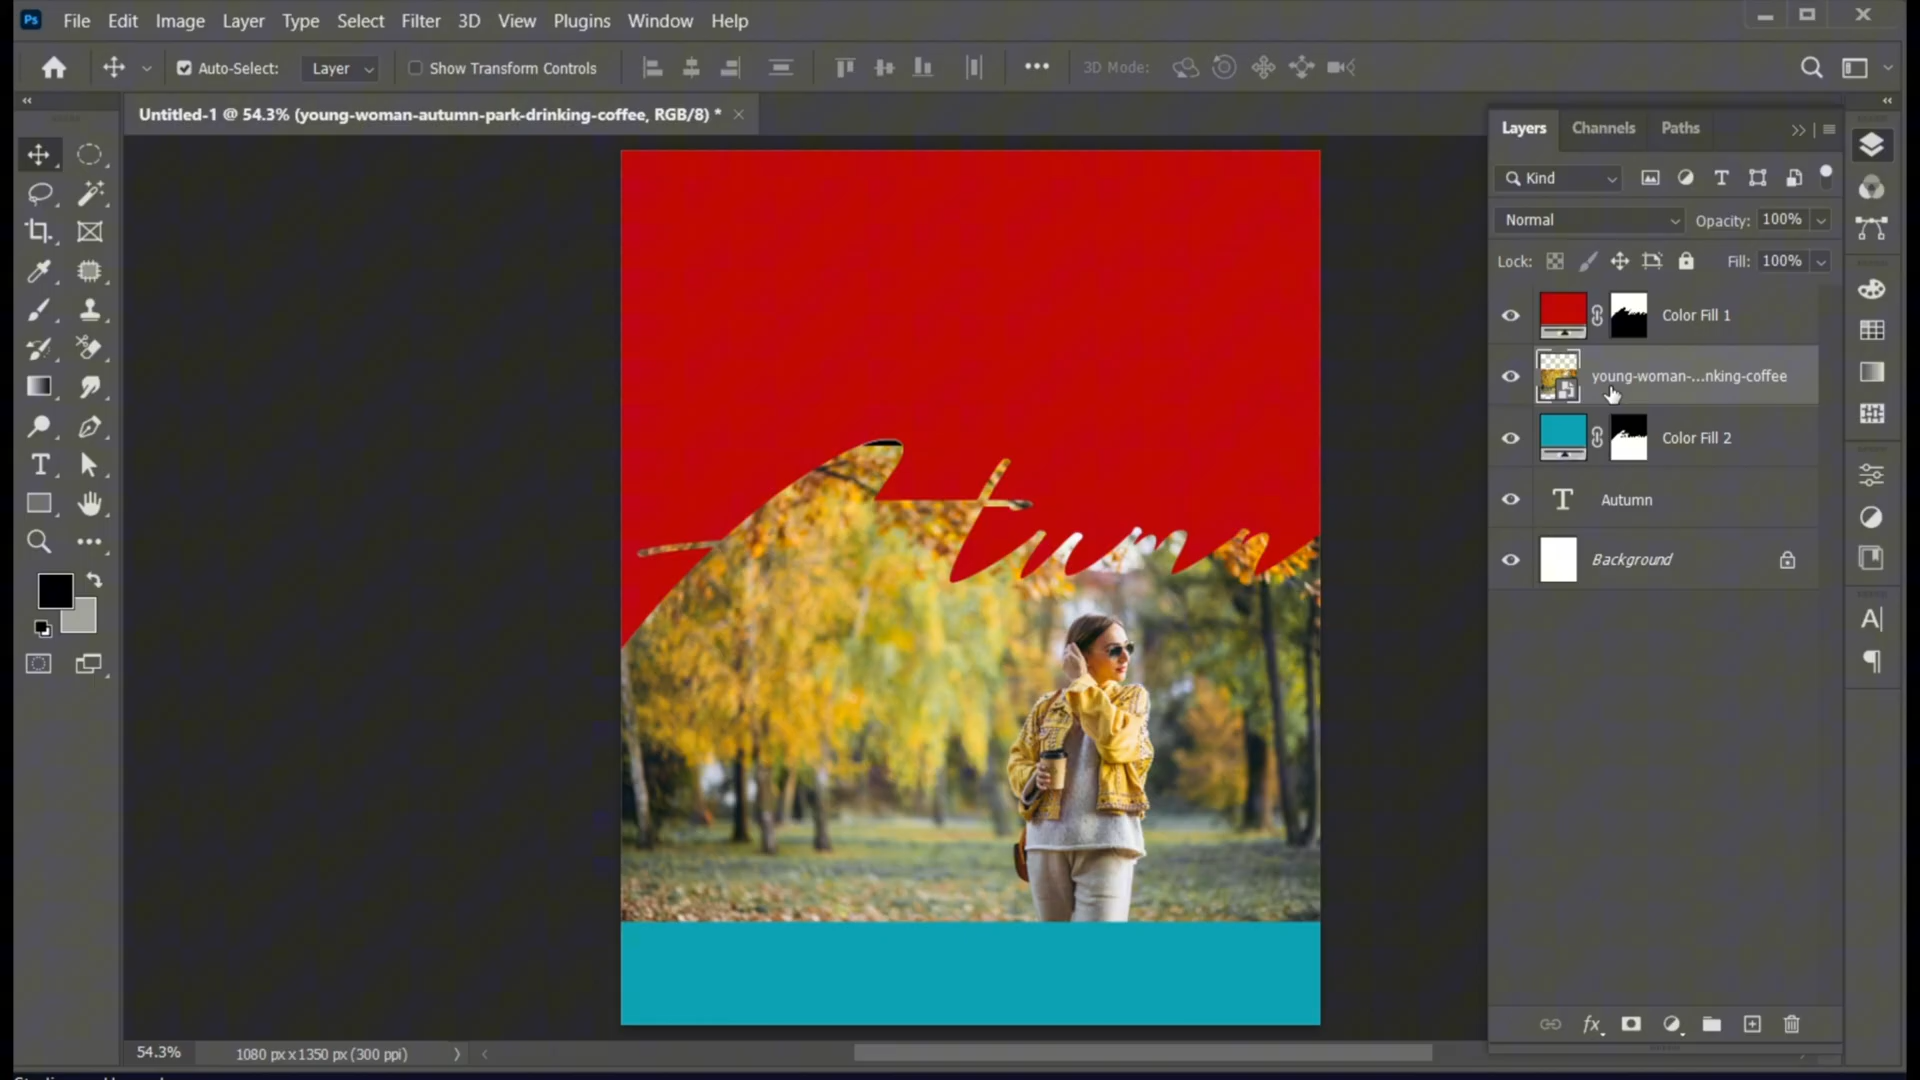 Ps File Edit Image Layer Type Select Filter 3D View Plugins Window Help
Auto-Select: Layer Show Transform Controls ••• 3D Mode:
Untitled-1 @ 54.3% (young-woman-autumn-park-drinking-coffee, RGB/8) *
Layers Channels Paths
Kind
Normal Opacity: 100%
Lock: Fill: 100%
Color Fill 1
young-woman-...nking-coffee
Color Fill 2
T Autumn
Background
fx
54.3% 1080 px x 1350 px (300 ppi)